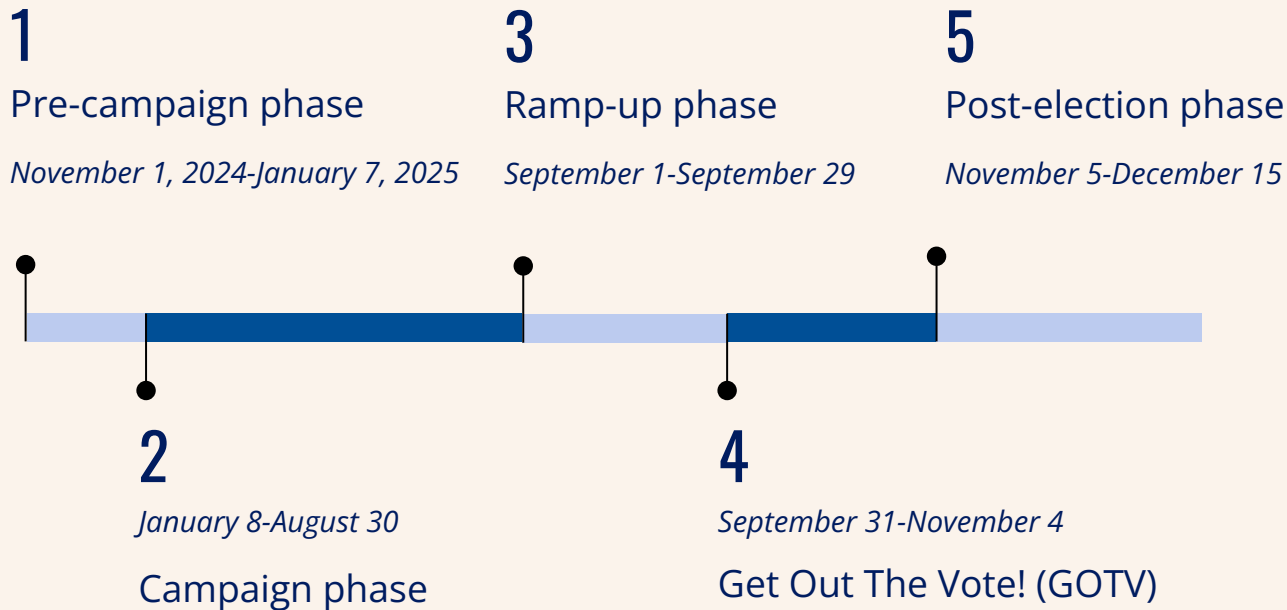 1
Pre-campaign phase
November 1, 2024-January 7, 2025
2
January 8-August 30
Campaign phase
3
Ramp-up phase
September 1-September 29
4
September 31-November 4
Get Out The Vote! (GOTV)
5
Post-election phase
November 5-December 15